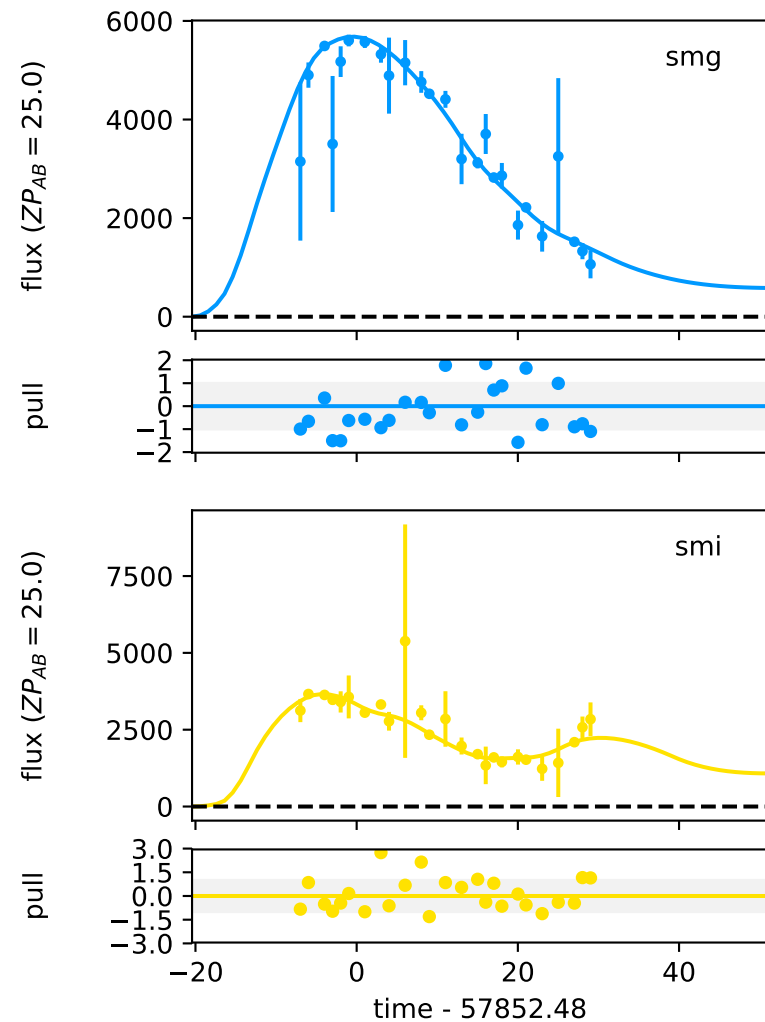 6000
smg
4000
flux (ZP_AB = 25.0)
2000
0
2
1
0
pull
−1
−2
smi
7500
5000
flux (ZP_AB = 25.0)
2500
0
3.0
1.5
0.0
pull
−1.5
−3.0
−20 0 20 40
time - 57852.48